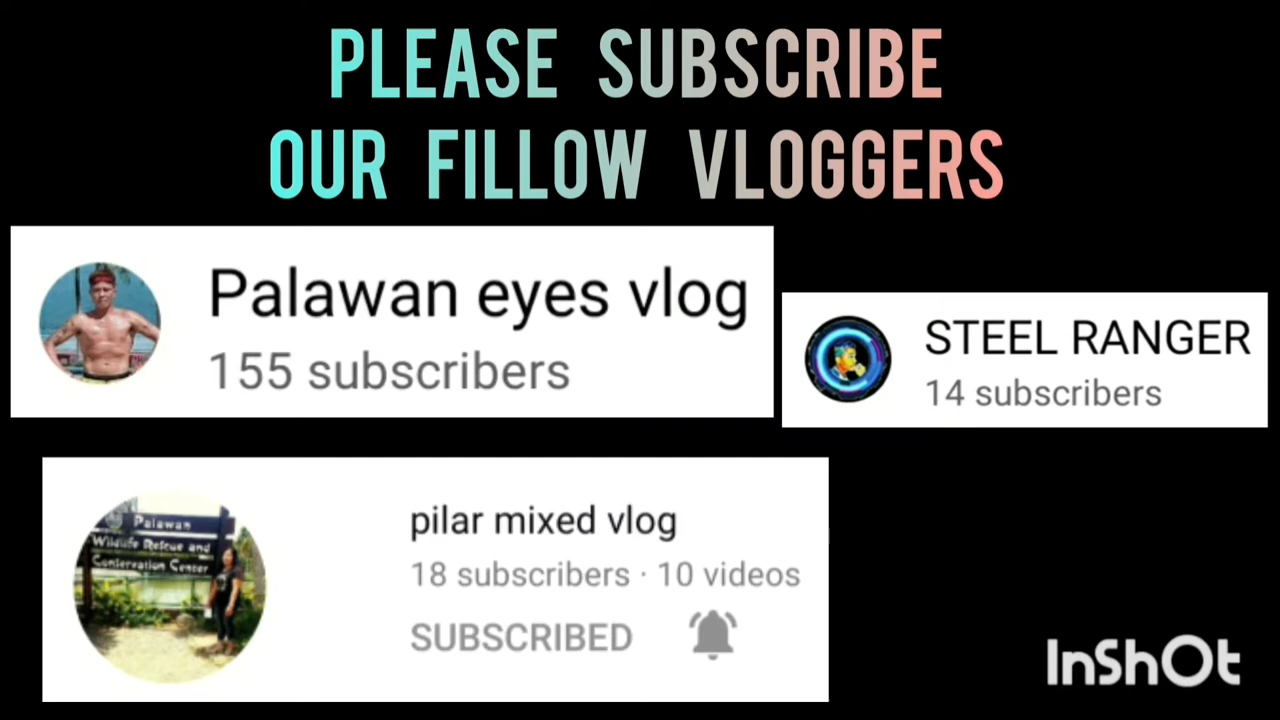 PLEASE SUBSCRIBE
OUR FILLOW VLOGGERS
Palawan eyes vlog
155 subscribers
STEEL RANGER
14 subscribers
Palawan
Wildlife Rescue and
Conservation Center
pilar mixed vlog
18 subscribers · 10 videos
SUBSCRIBED
InShOt